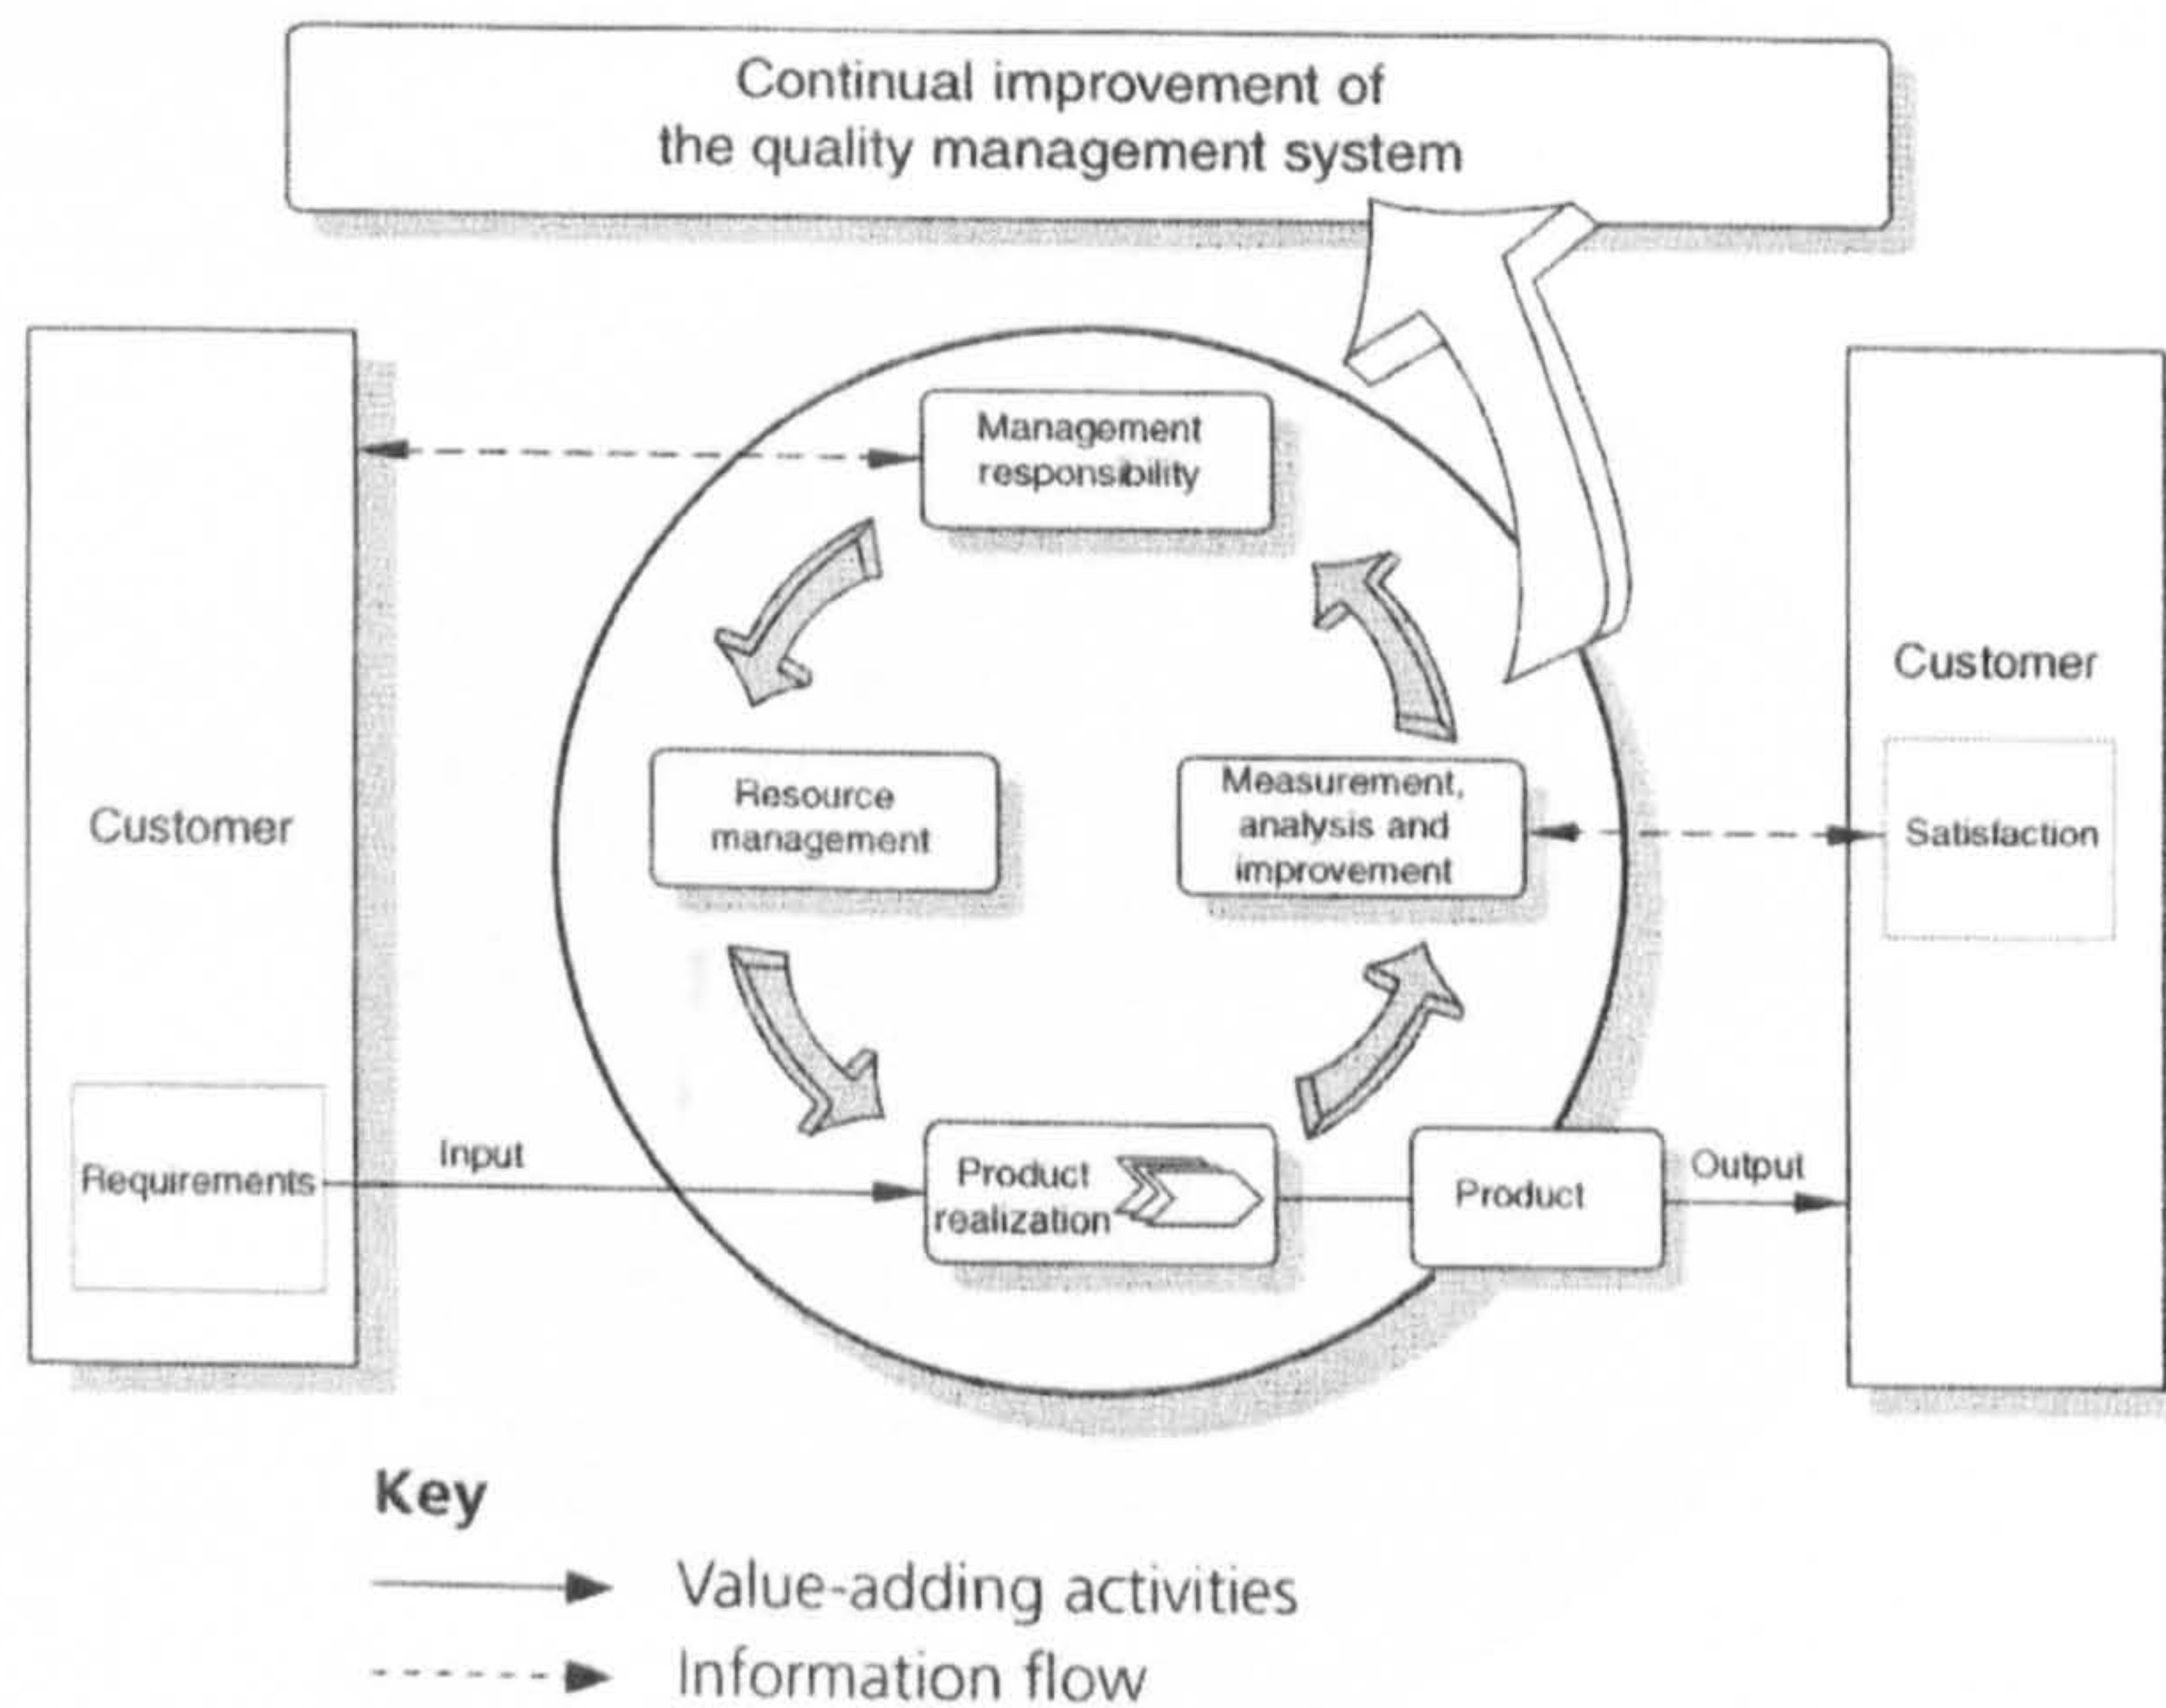 Continual improvement of
the quality management system
Management
responsibility
Customer
Resource
management
Measurement,
analysis and
improvement
Customer
Satisfaction
Requirements
Input
Product
realization
Product
Output
Key
Value-adding activities
Information flow